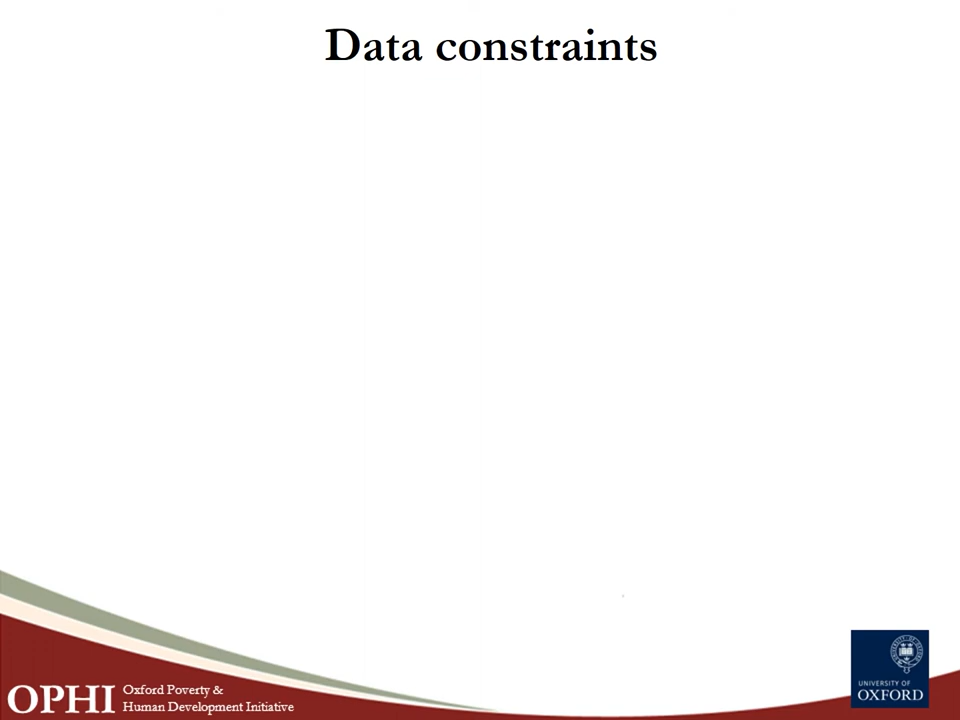 Data constraints
OPHI
Oxford Poverty &
Human Development Initiative
UNIVERSITY OF
OXFORD